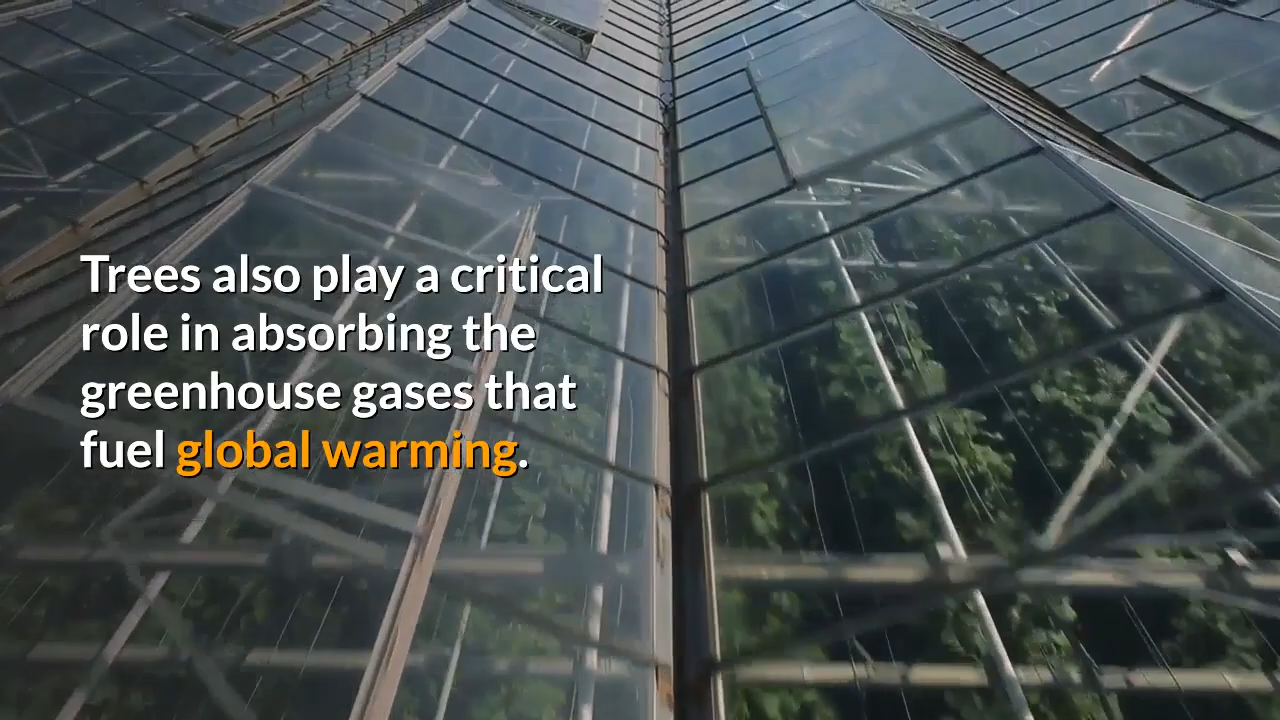 Trees also play a critical
role in absorbing the
greenhouse gases that
fuel global warming.